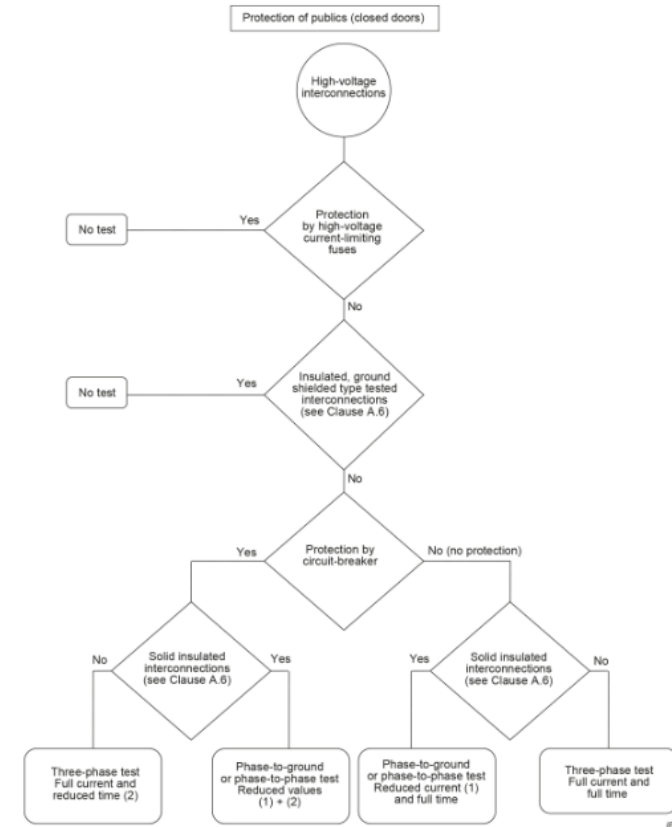 Protection of publics (closed doors)
High-voltage
interconnections
Yes
Protection
by high-voltage
current-limiting
fuses
No test
No
Yes
Insulated, ground
shielded type tested
interconnections
(see Clause A.6)
No test
No
Yes
Protection by
circuit-breaker
No (no protection)
No
Solid insulated
interconnections
(see Clause A.6)
Yes
Yes
Solid insulated
interconnections
(see Clause A.6)
No
Three-phase test
Full current and
reduced time (2)
Phase-to-ground
or phase-to-phase test
Reduced values
(1) + (2)
Phase-to-ground
or phase-to-phase test
Reduced current (1)
and full time
Three-phase test
Full current and
full time